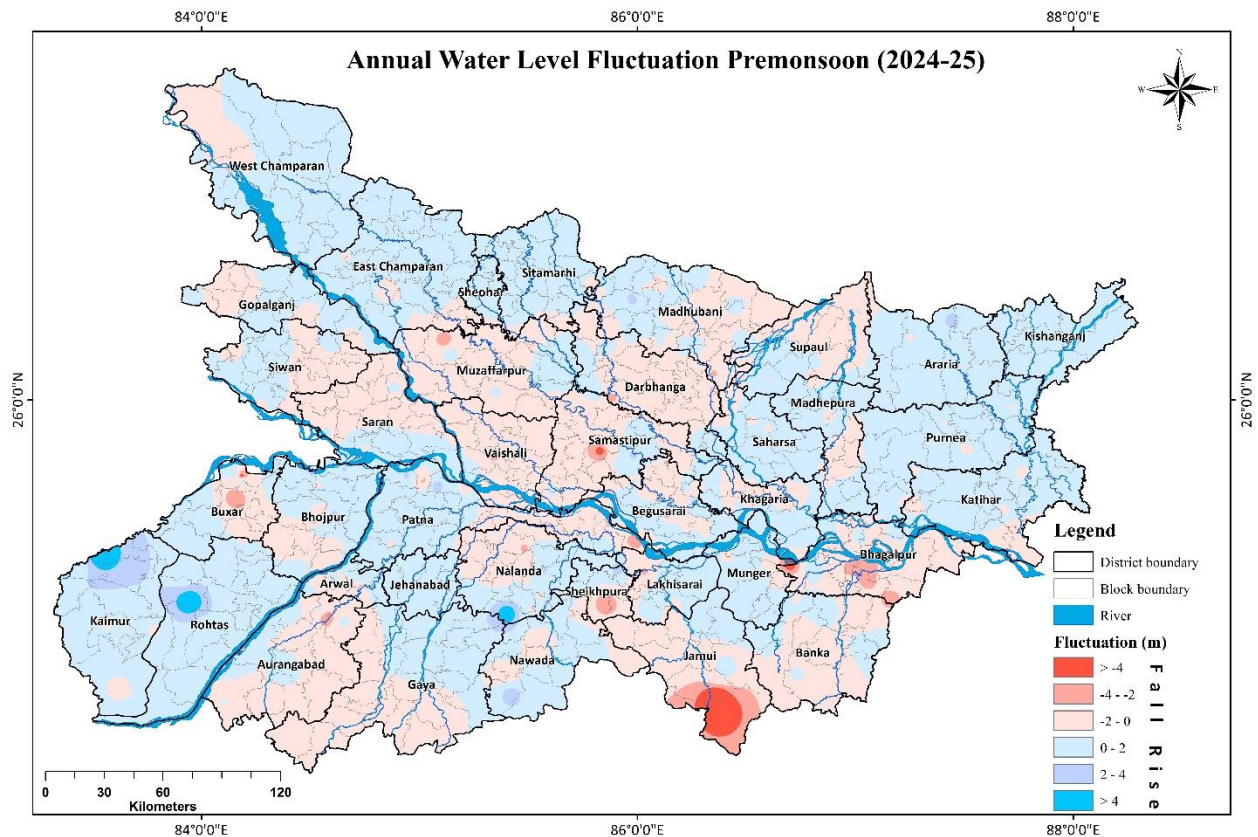 84°0'0"E 86°0'0"E 88°0'0"E
Annual Water Level Fluctuation Premonsoon (2024-25)
N
W E
S
West Champaran
East Champaran
Sitamarhi
Sheohar
Gopalganj
Madhubani
Kishanganj
Supaul
Araria
Siwan
Muzaffarpur
Darbhanga
26°0'0"N 26°0'0"N
Madhepura
Saran
Samastipur
Saharsa
Purnea
Vaishali
Khagaria
Katihar
Buxar
Bhojpur
Patna
Begusarai
Bhagalpur
Nalanda
Munger
Arwal
Jehanabad
Sheikhpura
Lakhisarai
Kaimur
Rohtas
Aurangabad
Nawada
Jamui
Banka
Gaya
Legend
District boundary
Block boundary
River
Fluctuation (m)
> -4
-4 - -2
-2 - 0
0 - 2
2 - 4
> 4
Fall Rise
0 30 60 120
Kilometers
84°0'0"E 86°0'0"E 88°0'0"E